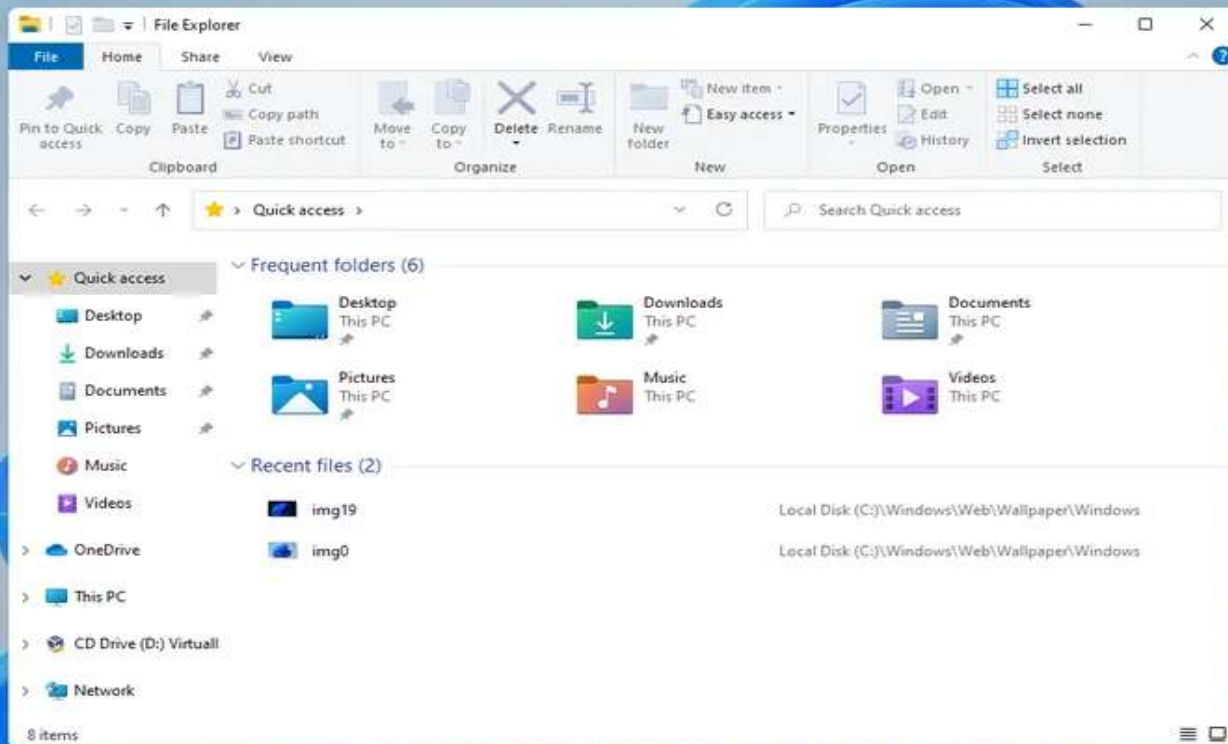 File Explorer
File Home Share View
Pin to Quick access
Copy
Paste
Cut
Copy path
Paste shortcut
Clipboard
Move to
Copy to
Delete
Rename
Organize
New folder
New item
Easy access
New
Properties
Open
Edit
History
Open
Select all
Select none
Invert selection
Select
Quick access
Search Quick access
Quick access
Desktop
Downloads
Documents
Pictures
Music
Videos
OneDrive
This PC
CD Drive (D:) Virtuall
Network
Frequent folders (6)
Desktop
This PC
Downloads
This PC
Documents
This PC
Pictures
This PC
Music
This PC
Videos
This PC
Recent files (2)
img19 Local Disk (C:)\Windows\Web\Wallpaper\Windows
img0 Local Disk (C:)\Windows\Web\Wallpaper\Windows
8 items